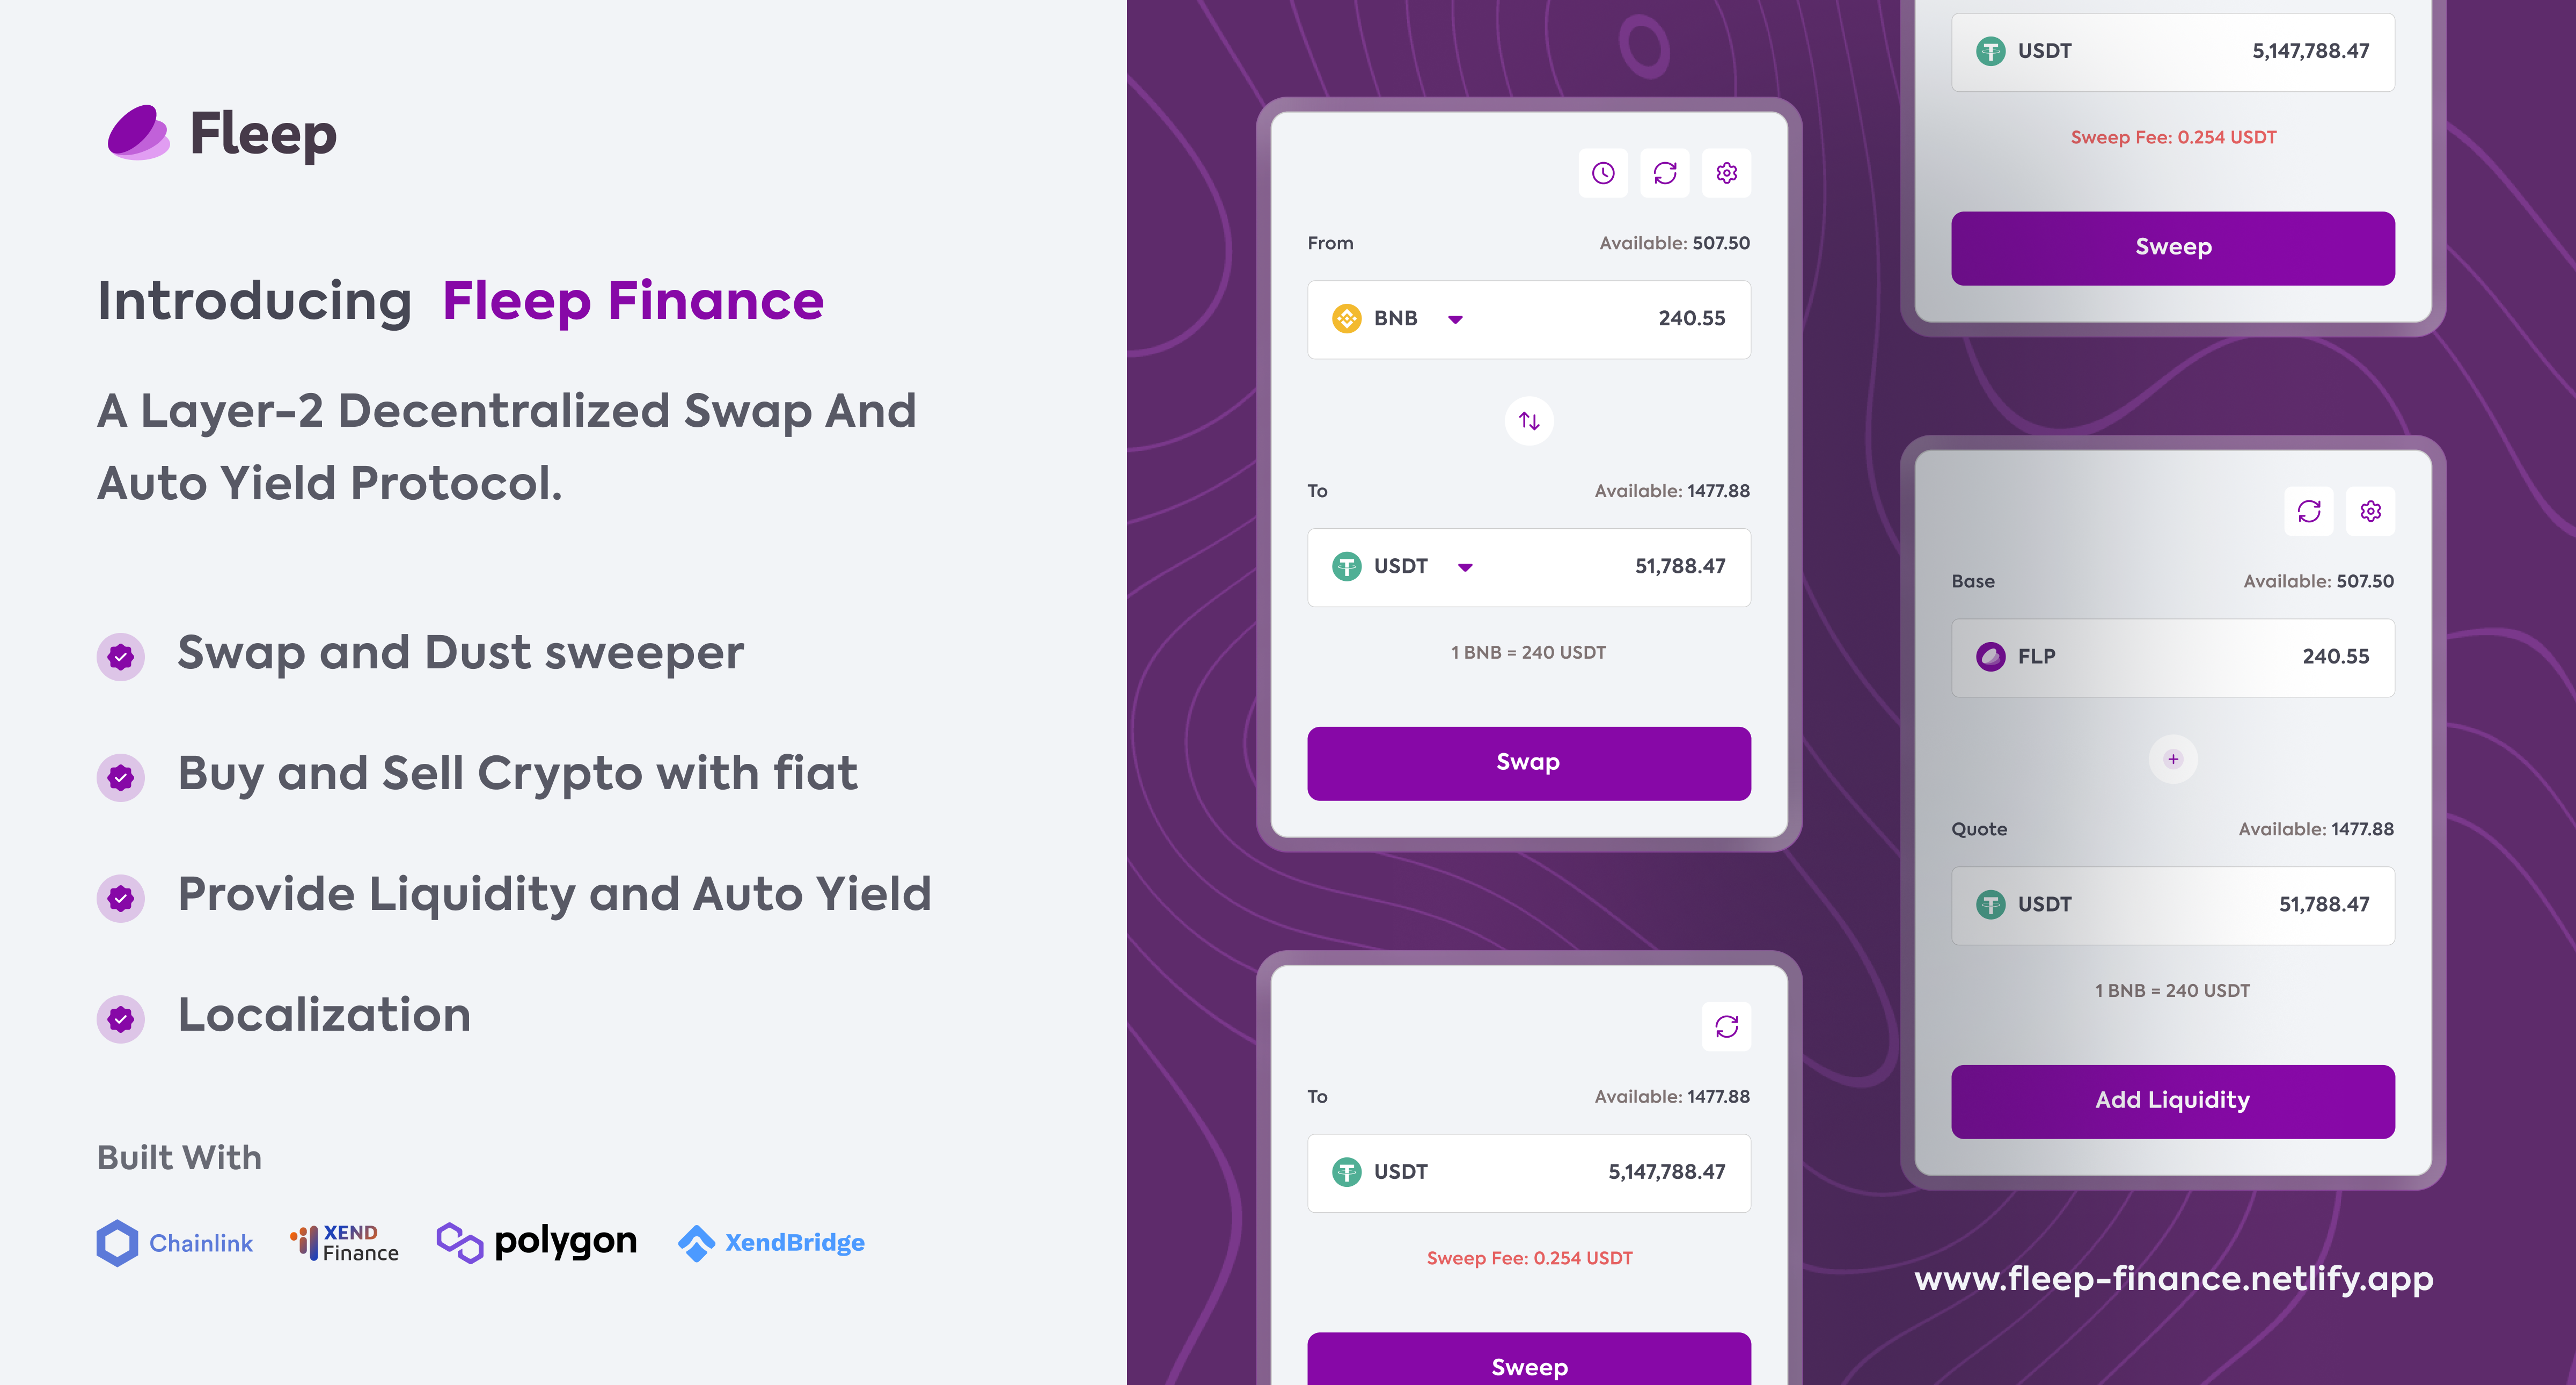 Fleep
Introducing Fleep Finance
A Layer-2 Decentralized Swap And
Auto Yield Protocol.
Swap and Dust sweeper
Buy and Sell Crypto with fiat
Provide Liquidity and Auto Yield
Localization
Built With
Chainlink
XEND
Finance
polygon
XendBridge
From
Available: 507.50
BNB
240.55
To
Available: 1477.88
USDT
51,788.47
1 BNB = 240 USDT
Swap
To
Available: 1477.88
USDT
5,147,788.47
Sweep Fee: 0.254 USDT
Sweep
USDT
5,147,788.47
Sweep Fee: 0.254 USDT
Sweep
Base
Available: 507.50
FLP
240.55
Quote
Available: 1477.88
USDT
51,788.47
1 BNB = 240 USDT
Add Liquidity
www.fleep-finance.netlify.app